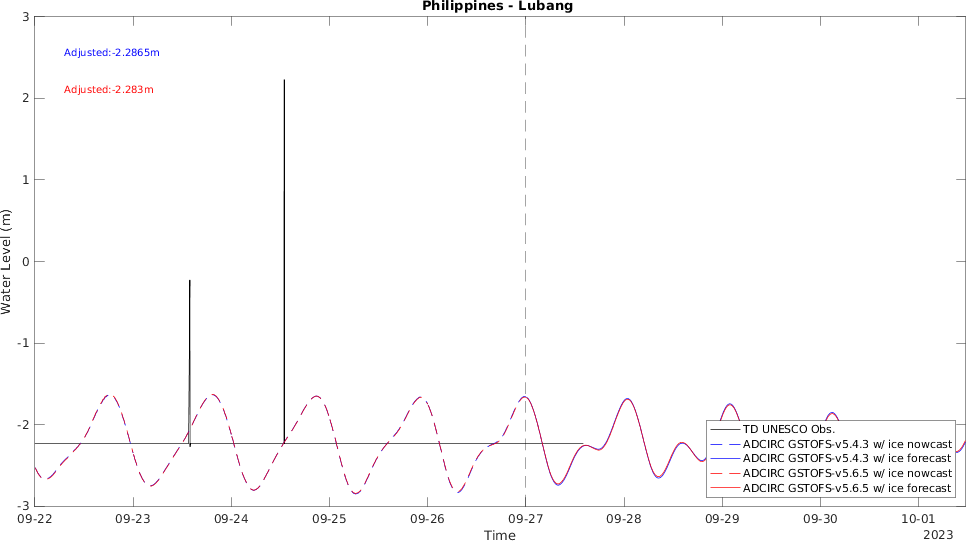 Philippines - Lubang
3
2
1
0
-1
-2
-3
Water Level (m)
Adjusted:-2.2865m
Adjusted:-2.283m
TD UNESCO Obs.
ADCIRC GSTOFS-v5.4.3 w/ ice nowcast
ADCIRC GSTOFS-v5.4.3 w/ ice forecast
ADCIRC GSTOFS-v5.6.5 w/ ice nowcast
ADCIRC GSTOFS-v5.6.5 w/ ice forecast
09-22 09-23 09-24 09-25 09-26 09-27 09-28 09-29 09-30 10-01
Time
2023